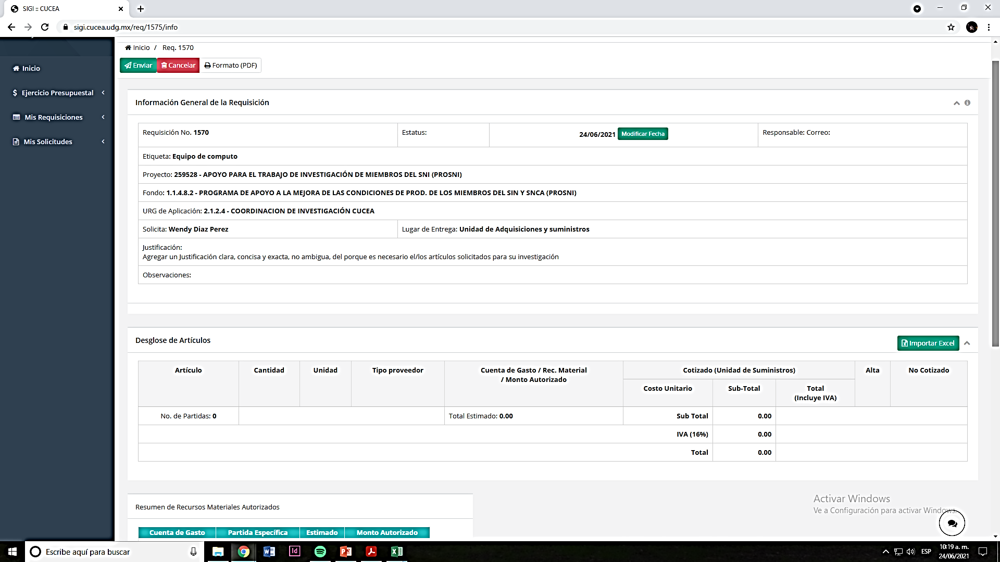 SIGI :: CUCEA
sigi.cucea.udg.mx/req/1575/info
Inicio / Req. 1570
Enviar Cancelar Formato (PDF)
Inicio
Ejercicio Presupuestal
Mis Requisiciones
Mis Solicitudes
Información General de la Requisición
Requisición No. 1570 Estatus: 24/06/2021 Modificar Fecha Responsable: Correo:
Etiqueta: Equipo de computo
Proyecto: 259528 - APOYO PARA EL TRABAJO DE INVESTIGACIÓN DE MIEMBROS DEL SNI (PROSNI)
Fondo: 1.1.4.8.2 - PROGRAMA DE APOYO A LA MEJORA DE LAS CONDICIONES DE PROD. DE LOS MIEMBROS DEL SIN Y SNCA (PROSNI)
URG de Aplicación: 2.1.2.4 - COORDINACION DE INVESTIGACIÓN CUCEA
Solicita: Wendy Diaz Perez Lugar de Entrega: Unidad de Adquisiciones y suministros
Justificación:
Agregar un Justificación clara, concisa y exacta, no ambigua, del porque es necesario el/los artículos solicitados para su investigación
Observaciones:
Desglose de Artículos Importar Excel
Artículo Cantidad Unidad Tipo proveedor Cuenta de Gasto / Rec. Material / Monto Autorizado Cotizado (Unidad de Suministros) Alta No Cotizado
Costo Unitario Sub-Total Total (Incluye IVA)
No. de Partidas: 0 Total Estimado: 0.00 Sub Total 0.00
IVA (16%) 0.00
Total 0.00
Resumen de Recursos Materiales Autorizados
Cuenta de Gasto Partida Específica Estimado Monto Autorizado
Activar Windows
Ve a Configuración para activar Windows.
Escribe aquí para buscar
ESP
10:19 a. m.
24/06/2021